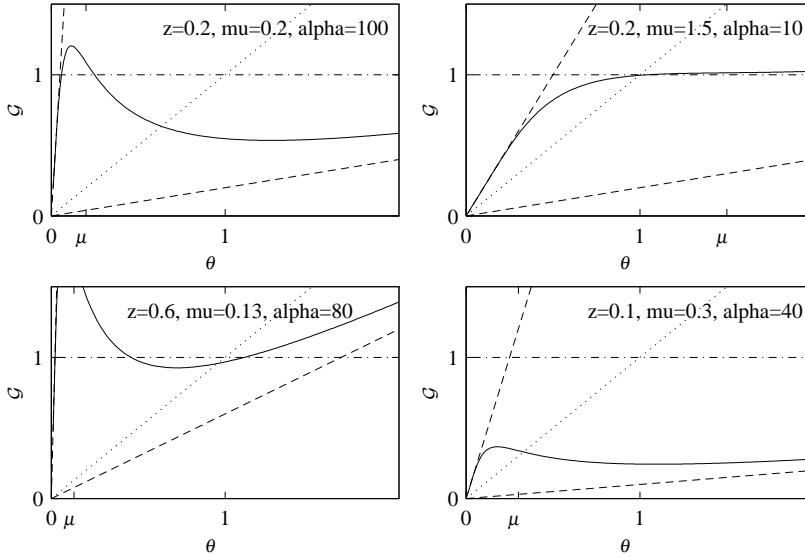 z=0.2, mu=0.2, alpha=100
1
𝒢
0
0 μ 1
θ
z=0.2, mu=1.5, alpha=10
1
𝒢
0
0 1 μ
θ
z=0.6, mu=0.13, alpha=80
1
𝒢
0
0 μ 1
θ
z=0.1, mu=0.3, alpha=40
1
𝒢
0
0 μ 1
θ